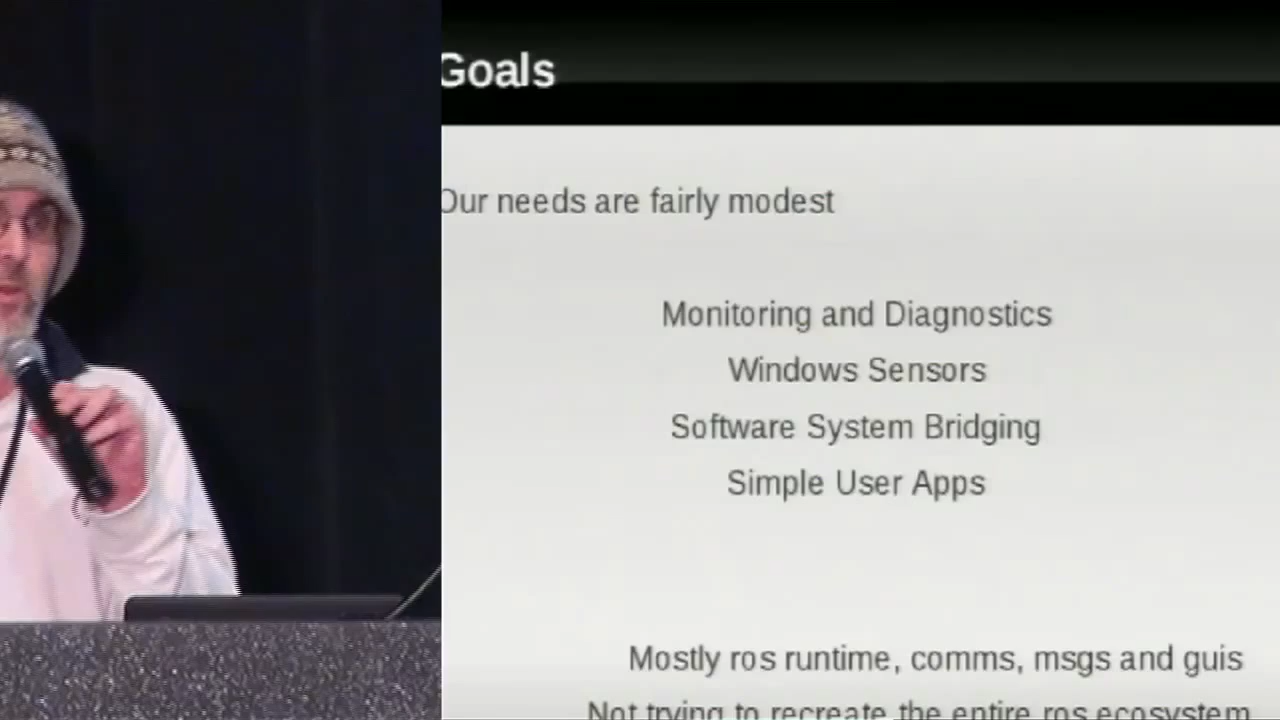 Goals
Our needs are fairly modest
Monitoring and Diagnostics
Windows Sensors
Software System Bridging
Simple User Apps
Mostly ros runtime, comms, msgs and guis
Not trying to recreate the entire ros ecosystem